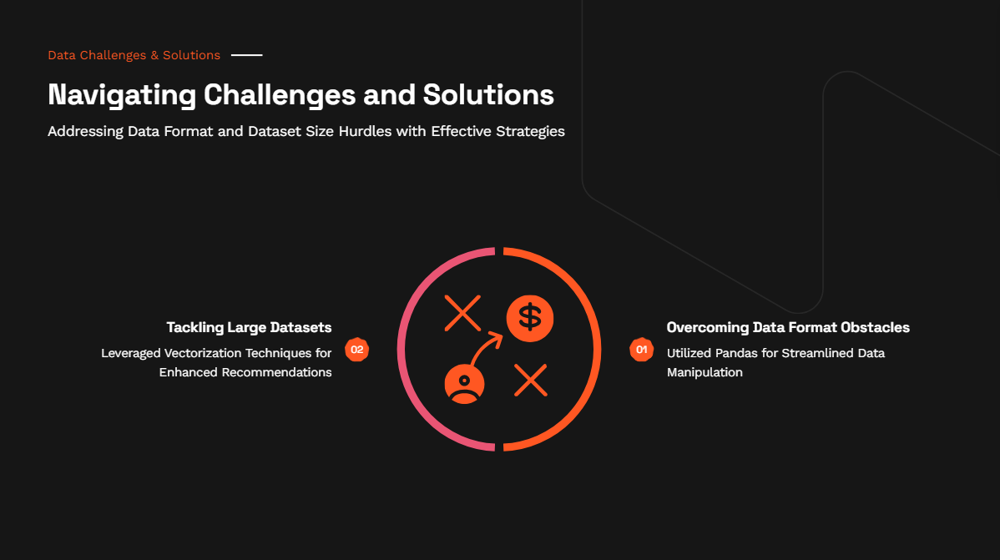 Data Challenges & Solutions
Navigating Challenges and Solutions
Addressing Data Format and Dataset Size Hurdles with Effective Strategies
Tackling Large Datasets
02
Leveraged Vectorization Techniques for
Enhanced Recommendations
$
Overcoming Data Format Obstacles
01
Utilized Pandas for Streamlined Data
Manipulation